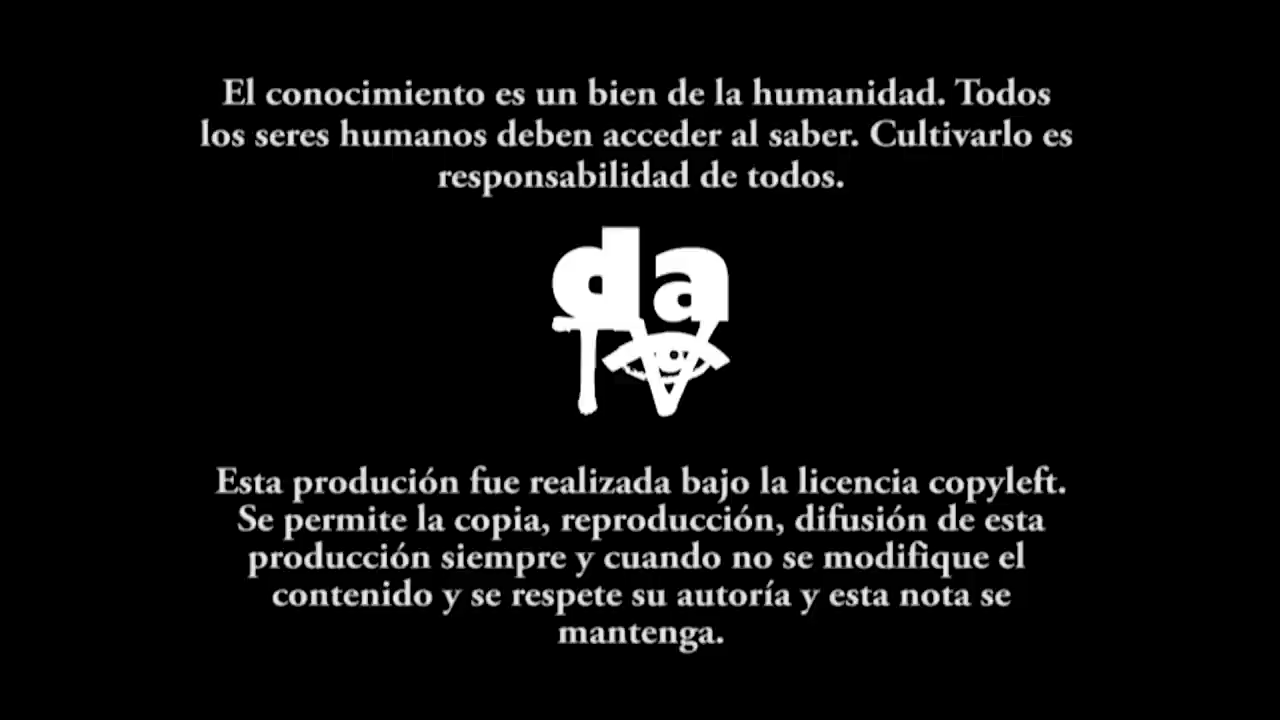 El conocimiento es un bien de la humanidad. Todos
los seres humanos deben acceder al saber. Cultivarlo es
responsabilidad de todos.
da
TV
Esta produción fue realizada bajo la licencia copyleft.
Se permite la copia, reproducción, difusión de esta
producción siempre y cuando no se modifique el
contenido y se respete su autoría y esta nota se
mantenga.